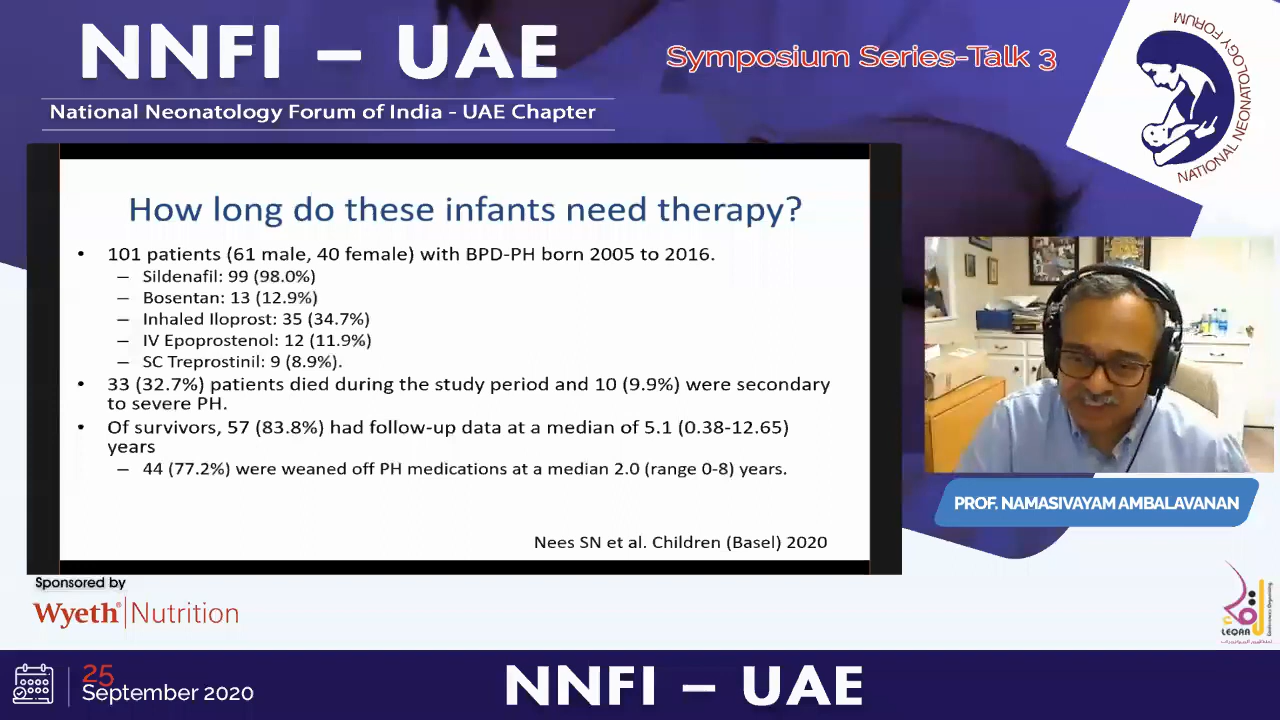 NNFI – UAE
National Neonatology Forum of India - UAE Chapter
Symposium Series-Talk 3
NATIONAL NEONATOLOGY FORUM
How long do these infants need therapy?
• 101 patients (61 male, 40 female) with BPD-PH born 2005 to 2016.
– Sildenafil: 99 (98.0%)
– Bosentan: 13 (12.9%)
– Inhaled Iloprost: 35 (34.7%)
– IV Epoprostenol: 12 (11.9%)
– SC Treprostinil: 9 (8.9%).
• 33 (32.7%) patients died during the study period and 10 (9.9%) were secondary
to severe PH.
• Of survivors, 57 (83.8%) had follow-up data at a median of 5.1 (0.38-12.65)
years
– 44 (77.2%) were weaned off PH medications at a median 2.0 (range 0-8) years.
Nees SN et al. Children (Basel) 2020
PROF. NAMASIVAYAM AMBALAVANAN
Sponsored by
Wyeth® Nutrition
LEQAA
25
September 2020
NNFI – UAE